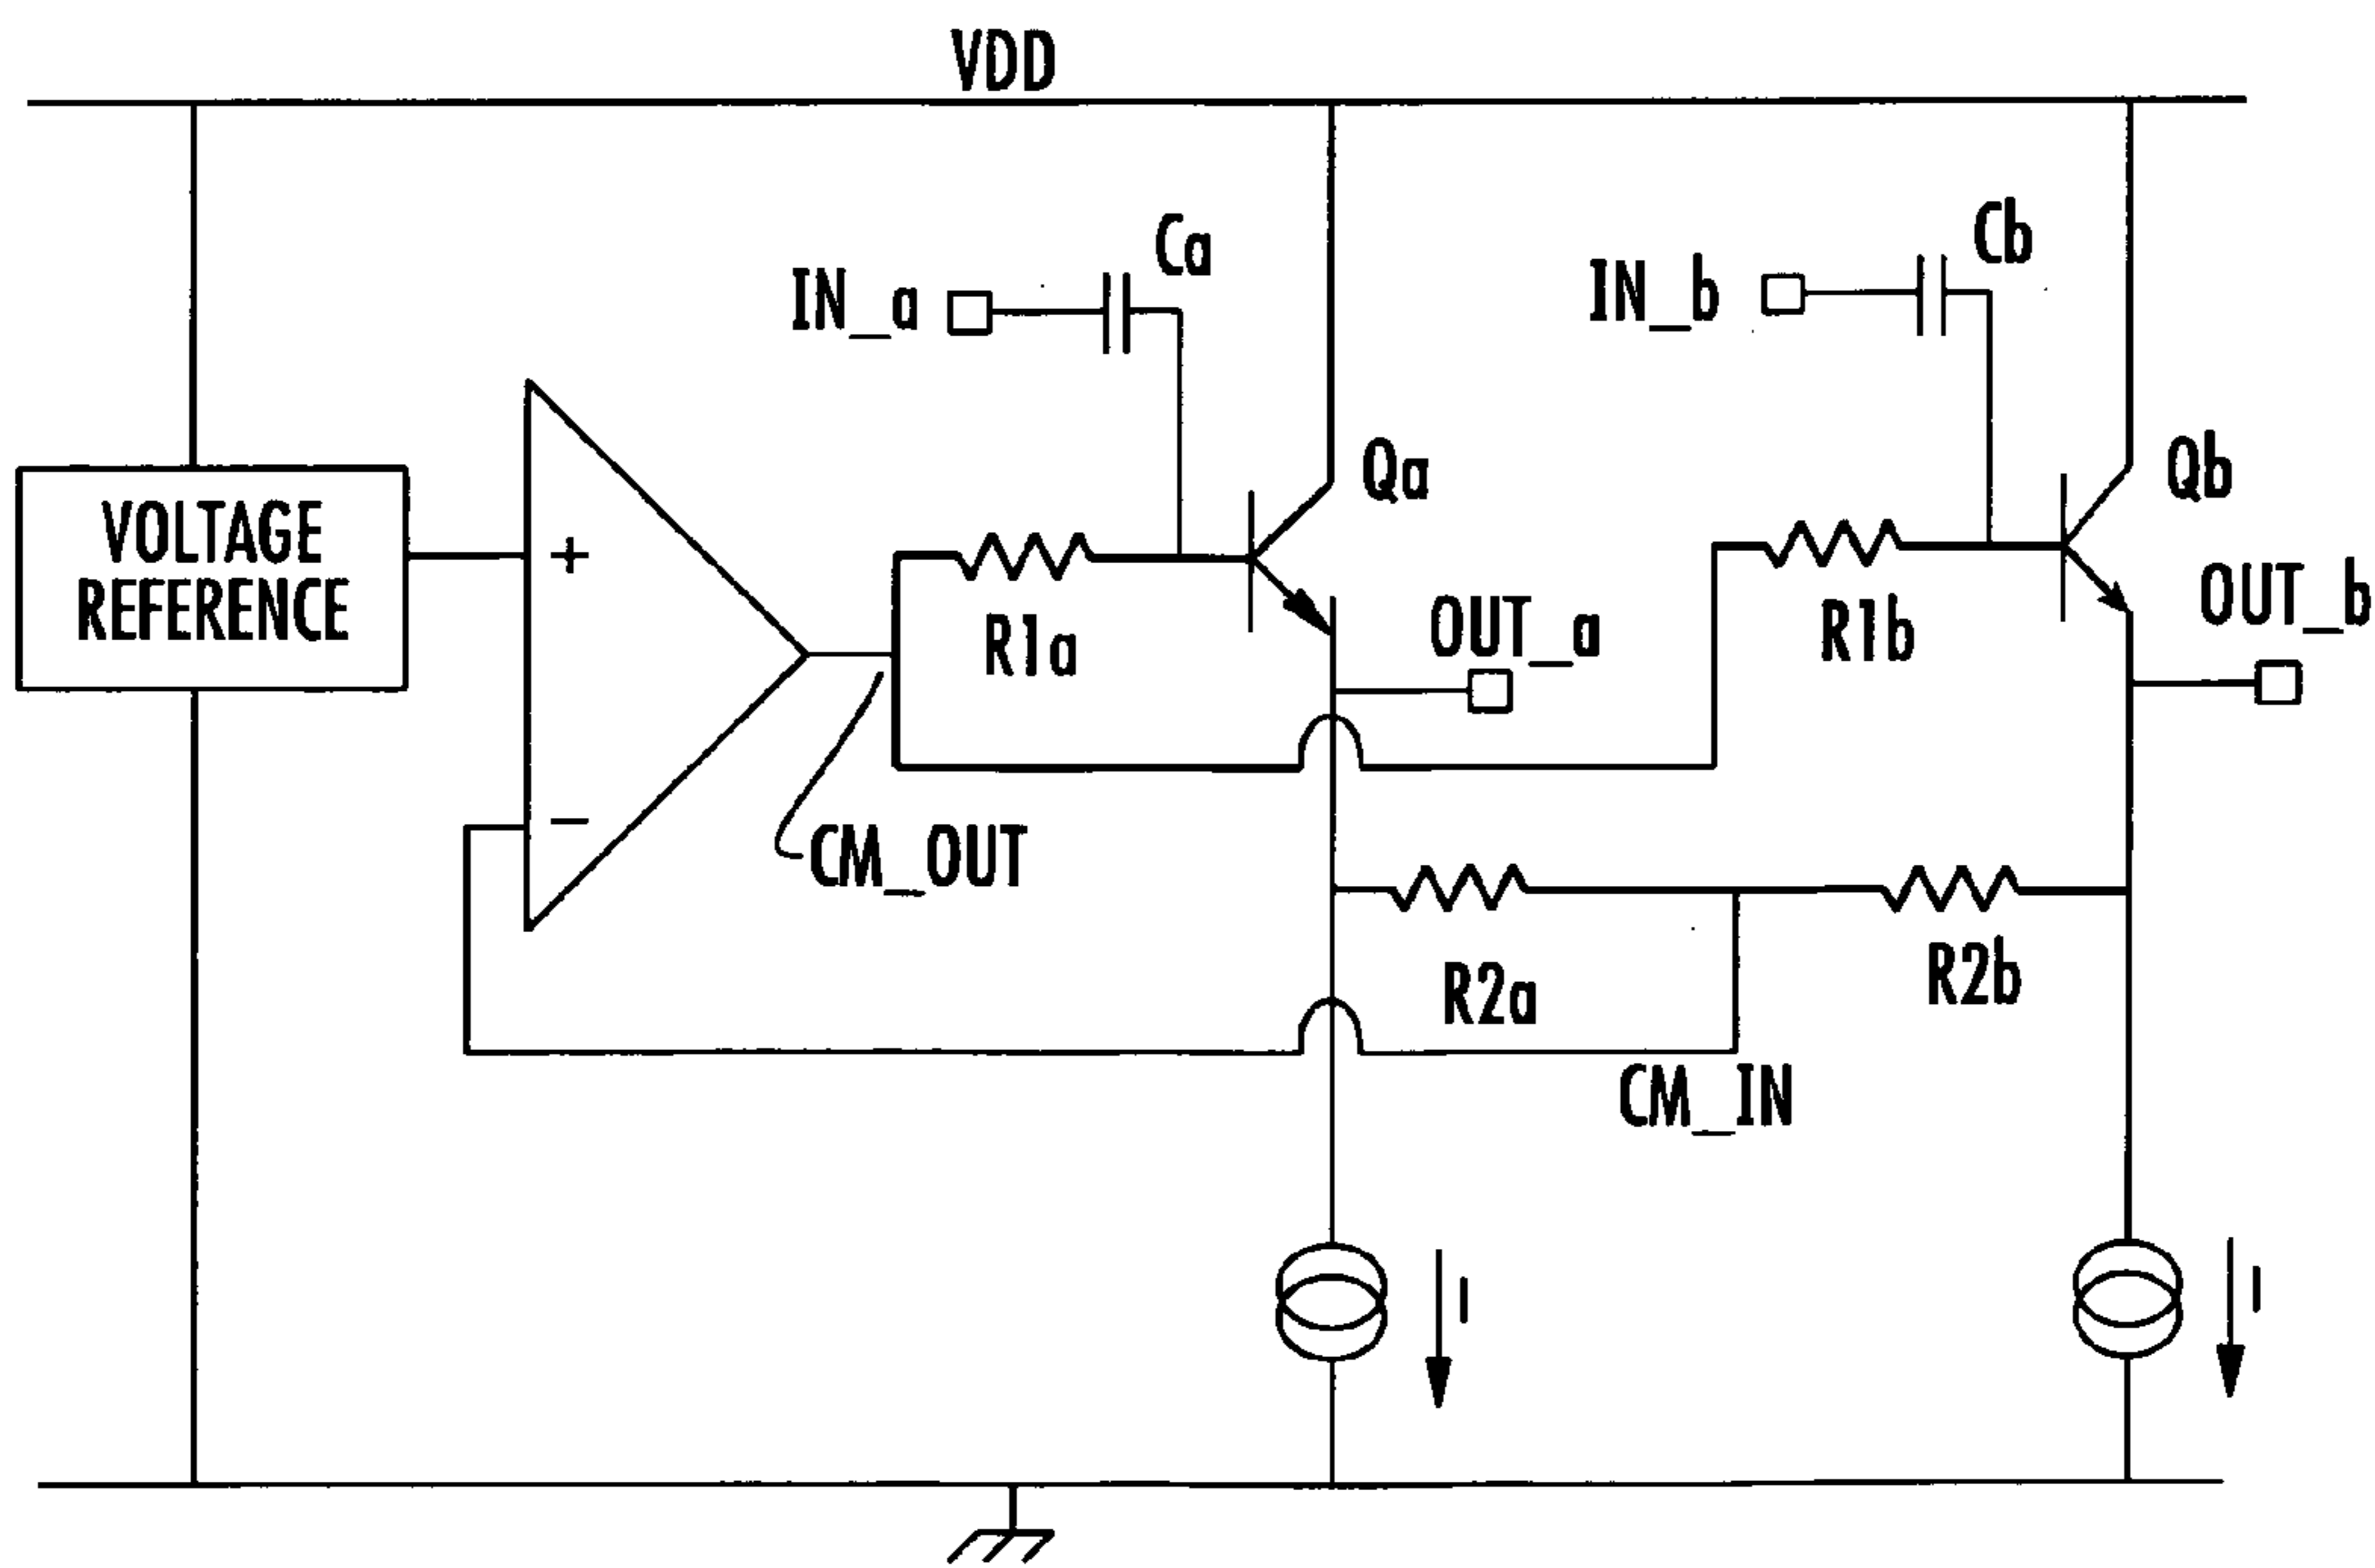 VDD
Ca
Cb
IN_a
IN_b
Qa
Qb
VOLTAGE
REFERENCE
+
R1a
OUT_a
R1b
OUT_b
−
CM_OUT
R2a
R2b
CM_IN
I
I